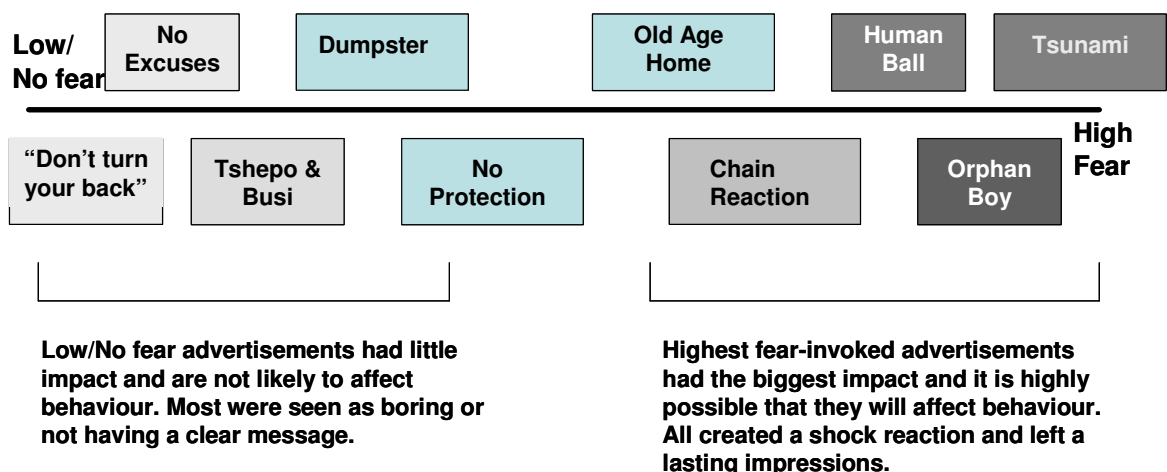 Low/
No fear
No
Excuses
Dumpster
Old Age
Home
Human
Ball
Tsunami
“Don’t turn
your back”
Tshepo &
Busi
No
Protection
Chain
Reaction
Orphan
Boy
High
Fear
Low/No fear advertisements had little
impact and are not likely to affect
behaviour. Most were seen as boring or
not having a clear message.
Highest fear-invoked advertisements
had the biggest impact and it is highly
possible that they will affect behaviour.
All created a shock reaction and left a
lasting impressions.